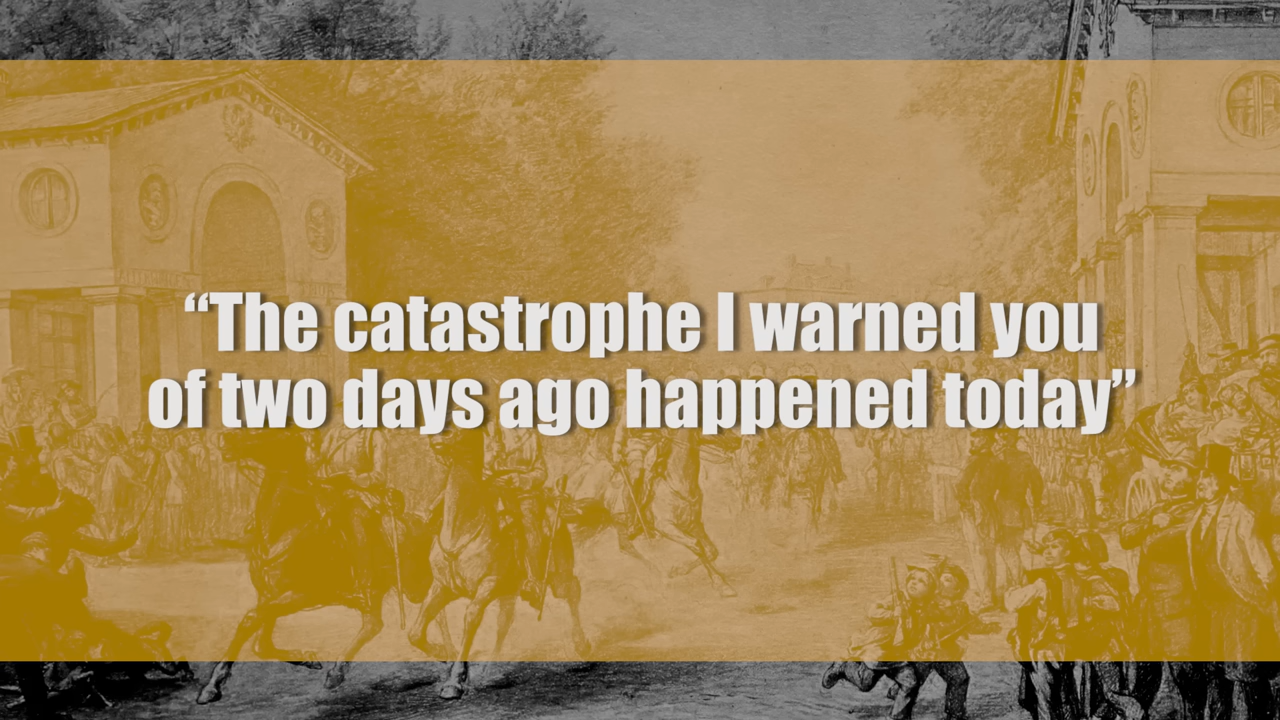 “The catastrophe I warned you
of two days ago happened today”